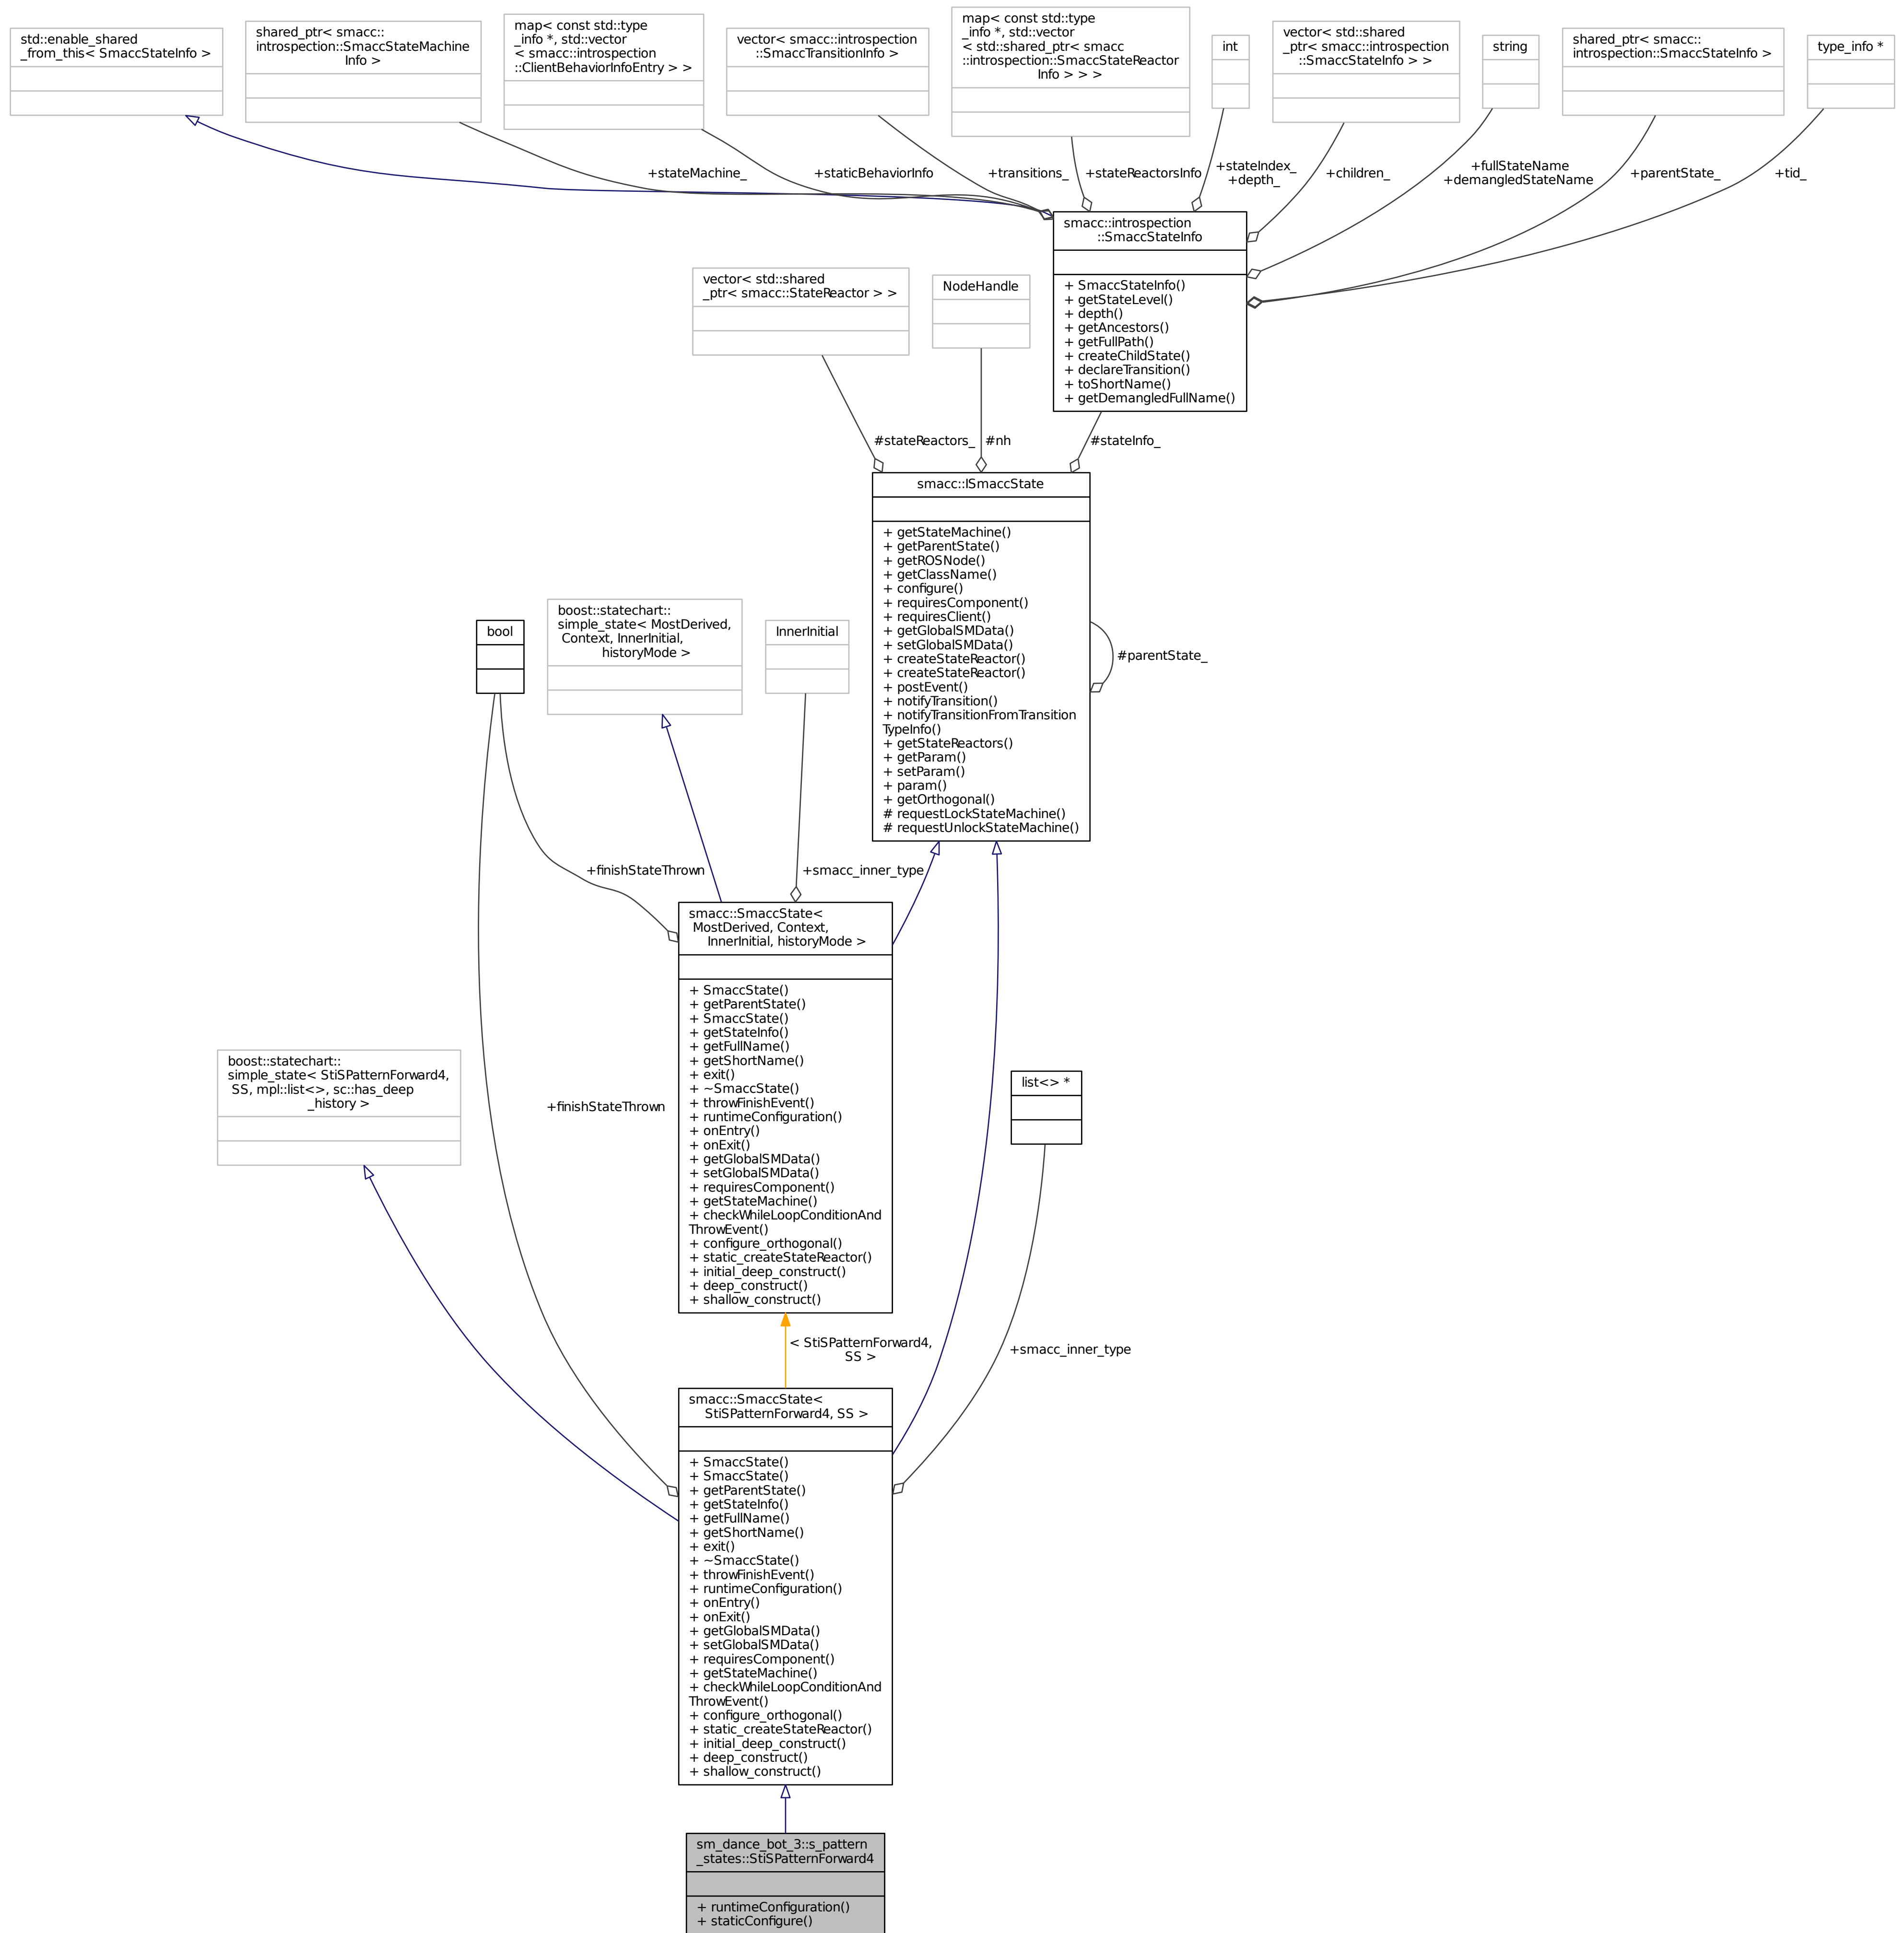 std::enable_shared
_from_this< SmaccStateInfo >
shared_ptr< smacc::
introspection::SmaccStateMachine
Info >
map< const std::type
_info *, std::vector
< smacc::introspection
::ClientBehaviorInfoEntry > >
vector< smacc::introspection
::SmaccTransitionInfo >
map< const std::type
_info *, std::vector
< std::shared_ptr< smacc
::introspection::SmaccStateReactor
Info > > >
int
vector< std::shared
_ptr< smacc::introspection
::SmaccStateInfo > >
string
shared_ptr< smacc::
introspection::SmaccStateInfo >
type_info *
+stateMachine_
+staticBehaviorInfo
+transitions_
+stateReactorsInfo
+stateIndex_
+depth_
+children_
+fullStateName
+demangledStateName
+parentState_
+tid_
smacc::introspection
::SmaccStateInfo
+ SmaccStateInfo()
+ getStateLevel()
+ depth()
+ getAncestors()
+ getFullPath()
+ createChildState()
+ declareTransition()
+ toShortName()
+ getDemangledFullName()
vector< std::shared
_ptr< smacc::StateReactor > >
NodeHandle
#stateReactors_
#nh
#stateInfo_
smacc::ISmaccState
+ getStateMachine()
+ getParentState()
+ getROSNode()
+ getClassName()
+ configure()
+ requiresComponent()
+ requiresClient()
+ getGlobalSMData()
+ setGlobalSMData()
+ createStateReactor()
+ createStateReactor()
+ postEvent()
+ notifyTransition()
+ notifyTransitionFromTransition
TypeInfo()
+ getStateReactors()
+ getParam()
+ setParam()
+ param()
+ getOrthogonal()
# requestLockStateMachine()
# requestUnlockStateMachine()
#parentState_
bool
boost::statechart::
simple_state< MostDerived,
Context, InnerInitial,
historyMode >
InnerInitial
+finishStateThrown
+smacc_inner_type
smacc::SmaccState<
MostDerived, Context,
InnerInitial, historyMode >
+ SmaccState()
+ getParentState()
+ SmaccState()
+ getStateInfo()
+ getFullName()
+ getShortName()
+ exit()
+ ~SmaccState()
+ throwFinishEvent()
+ runtimeConfiguration()
+ onEntry()
+ onExit()
+ getGlobalSMData()
+ setGlobalSMData()
+ requiresComponent()
+ getStateMachine()
+ checkWhileLoopConditionAnd
ThrowEvent()
+ configure_orthogonal()
+ static_createStateReactor()
+ initial_deep_construct()
+ deep_construct()
+ shallow_construct()
boost::statechart::
simple_state< StiSPatternForward4,
SS, mpl::list<>, sc::has_deep
_history >
+finishStateThrown
list<> *
< StiSPatternForward4,
SS >
+smacc_inner_type
smacc::SmaccState<
StiSPatternForward4, SS >
+ SmaccState()
+ SmaccState()
+ getParentState()
+ getStateInfo()
+ getFullName()
+ getShortName()
+ exit()
+ ~SmaccState()
+ throwFinishEvent()
+ runtimeConfiguration()
+ onEntry()
+ onExit()
+ getGlobalSMData()
+ setGlobalSMData()
+ requiresComponent()
+ getStateMachine()
+ checkWhileLoopConditionAnd
ThrowEvent()
+ configure_orthogonal()
+ static_createStateReactor()
+ initial_deep_construct()
+ deep_construct()
+ shallow_construct()
sm_dance_bot_3::s_pattern
_states::StiSPatternForward4
+ runtimeConfiguration()
+ staticConfigure()